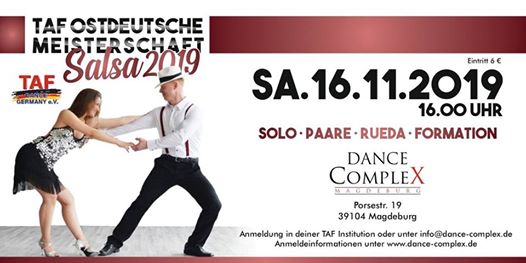 TAF OSTDEUTSCHE
MEISTERSCHAFT
Salsa 2019
TAF
DANCE
GERMANY e.V.
Eintritt 6 €
SA.16.11.2019
16.00 UHR
SOLO · PAARE · RUEDA · FORMATION
DANCE
COMPLEX
MAGDEBURG
Porsestr. 19
39104 Magdeburg
Anmeldung in deiner TAF Institution oder unter info@dance-complex.de
Anmeldeinformationen unter www.dance-complex.de